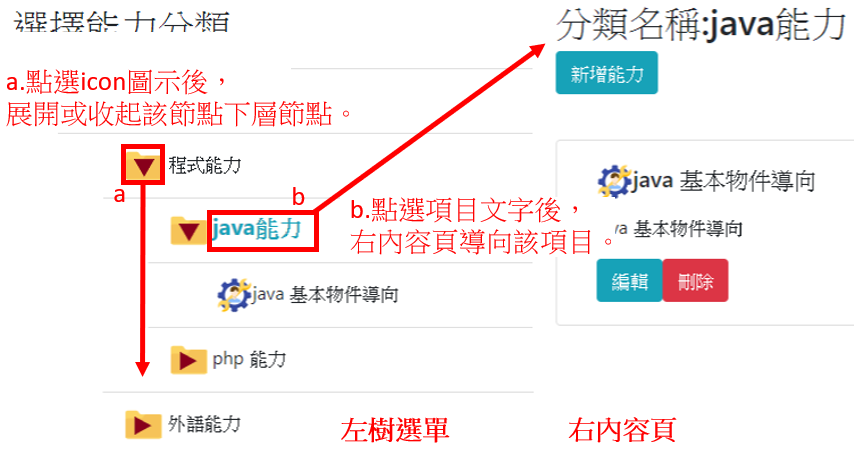 選擇能力分類
分類名稱:java能力
新增能力
a.點選icon圖示後，
展開或收起該節點下層節點。
程式能力
a
b
java能力
b.點選項目文字後，
右內容頁導向該項目。
java 基本物件導向
php 能力
外語能力
java 基本物件導向
va 基本物件導向
編輯
刪除
左樹選單
右內容頁